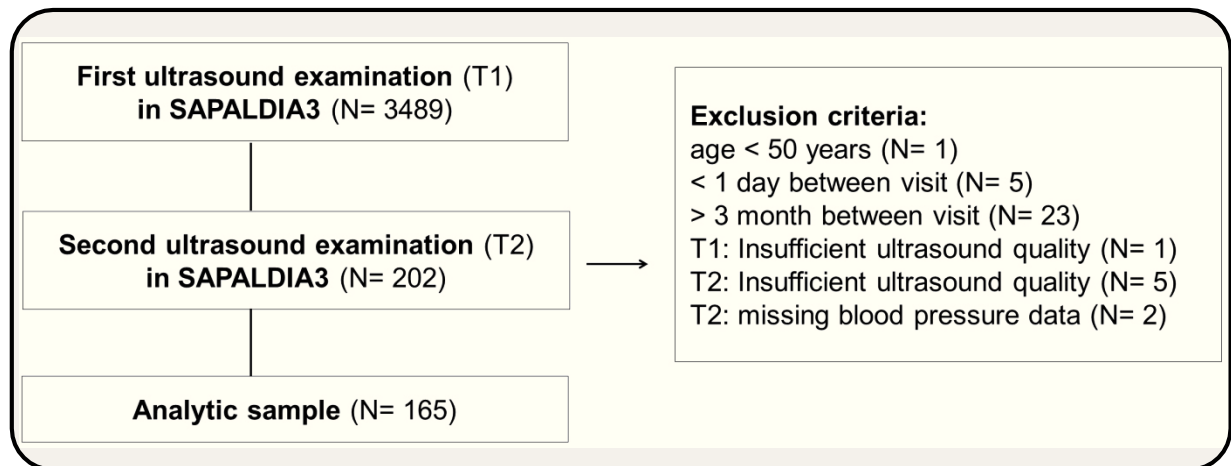 First ultrasound examination (T1)
in SAPALDIA3 (N= 3489)
Second ultrasound examination (T2)
in SAPALDIA3 (N= 202)
Analytic sample (N= 165)
Exclusion criteria:
age < 50 years (N= 1)
< 1 day between visit (N= 5)
> 3 month between visit (N= 23)
T1: Insufficient ultrasound quality (N= 1)
T2: Insufficient ultrasound quality (N= 5)
T2: missing blood pressure data (N= 2)